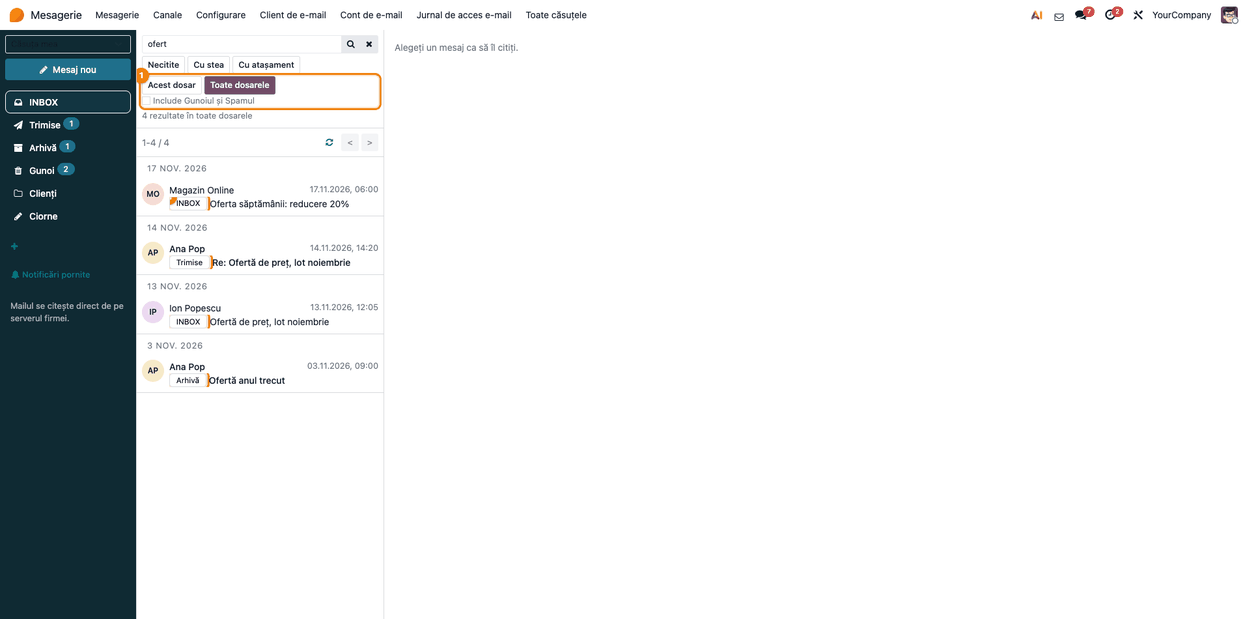 Mesagerie Mesagerie Canale Configurare Client de e-mail Cont de e-mail Jurnal de acces e-mail Toate căsuțele AI 7 2 YourCompany
ofert
Necitite Cu stea Cu atașament
Mesaj nou
1
Acest dosar Toate dosarele
Include Gunoiul și Spamul
4 rezultate în toate dosarele
INBOX
Trimise 1
Arhivă 1
Gunoi 2
Clienți
Ciorne
+
Notificări pornite
Mailul se citește direct de pe
serverul firmei.
1-4 / 4 < >
17 NOV. 2026
MO Magazin Online 17.11.2026, 06:00
INBOX Oferta săptămânii: reducere 20%
14 NOV. 2026
AP Ana Pop 14.11.2026, 14:20
Trimise Re: Ofertă de preț, lot noiembrie
13 NOV. 2026
IP Ion Popescu 13.11.2026, 12:05
INBOX Ofertă de preț, lot noiembrie
3 NOV. 2026
AP Ana Pop 03.11.2026, 09:00
Arhivă Ofertă anul trecut
Alegeți un mesaj ca să îl citiți.